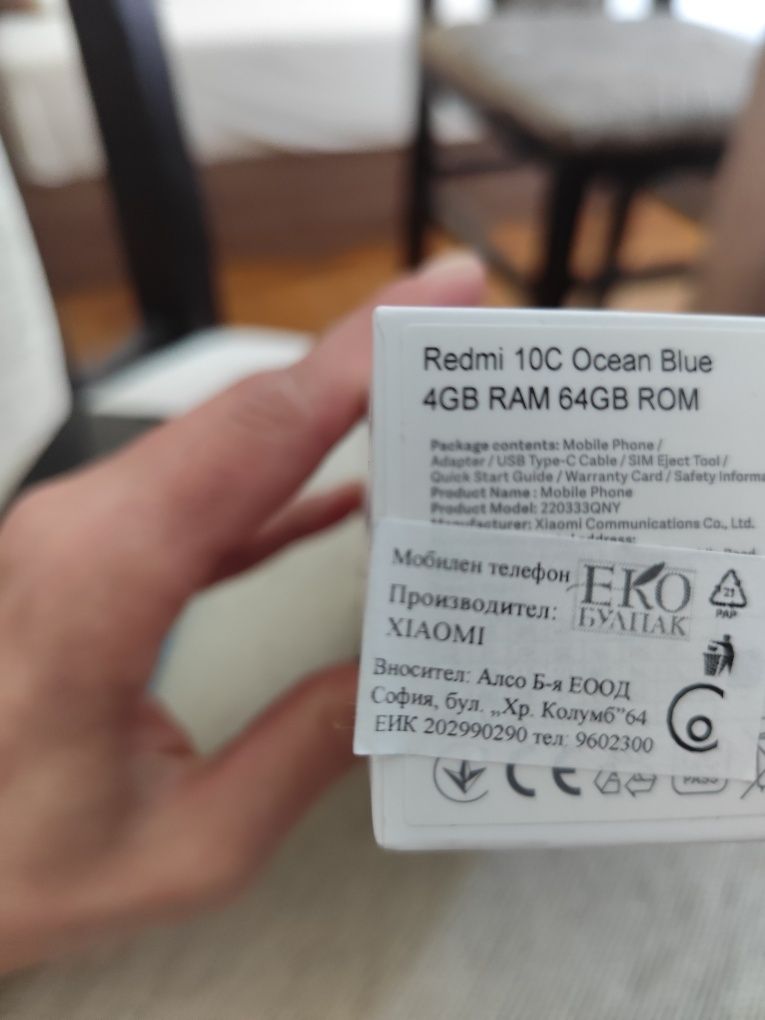 Redmi 10C Ocean Blue
4GB RAM 64GB ROM
Package contents: Mobile Phone /
Adapter / USB Type-C Cable / SIM Eject Tool /
Quick Start Guide / Warranty Card / Safety Informa
Product Name : Mobile Phone
Product Model: 220333QNY
Manufacturer: Xiaomi Communications Co., Ltd.
address:
Мобилен телефон
Производител:
XIAOMI
ЕКО
БУЛПАК
21
PAP
Вносител: Алсо Б-я ЕООД
София, бул. „Хр. Колумб”64
ЕИК 202990290 тел: 9602300
CE
PAP